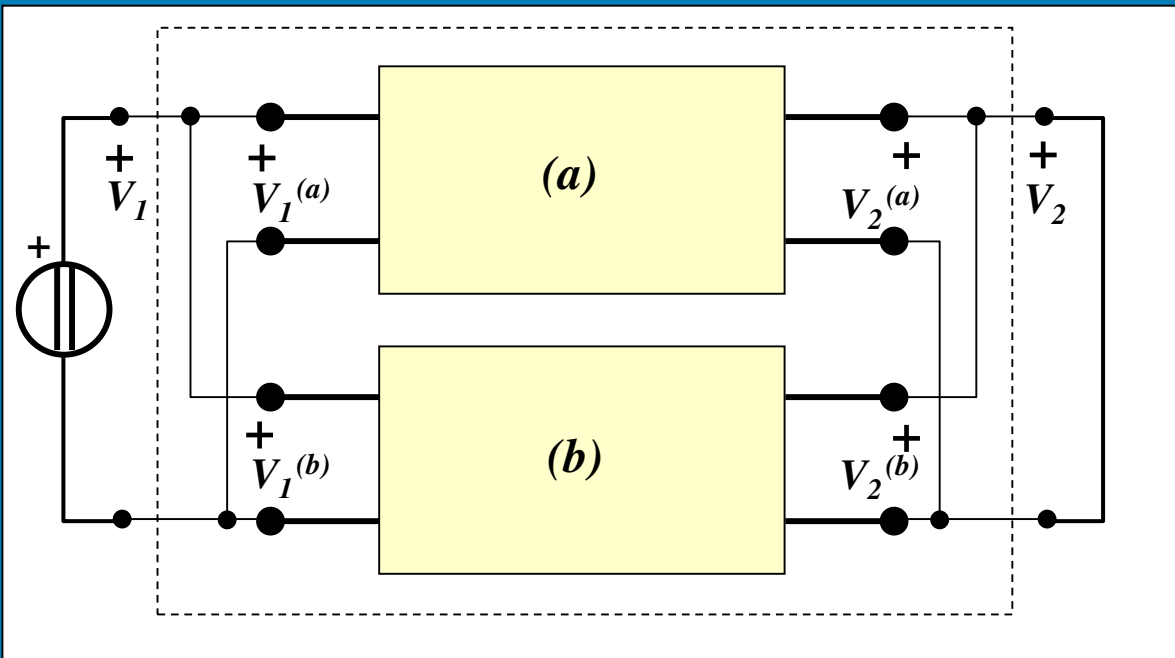 (a)
+
V₁
+
V₁⁽ᵃ⁾
+
V₂⁽ᵃ⁾
+
V₂
+
(b)
+
V₁⁽ᵇ⁾
+
V₂⁽ᵇ⁾